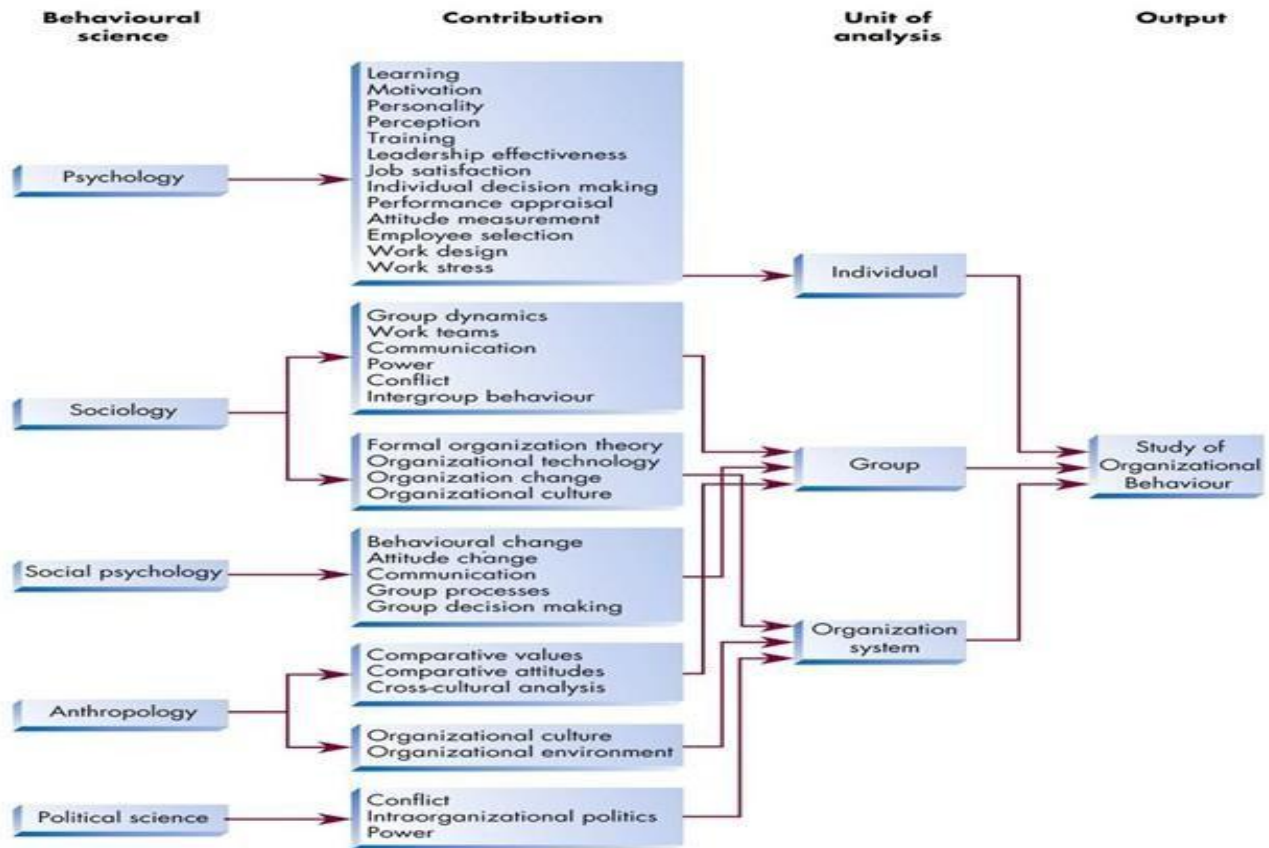 Behavioural
science
Contribution
Unit of
analysis
Output
Psychology
Learning
Motivation
Personality
Perception
Training
Leadership effectiveness
Job satisfaction
Individual decision making
Performance appraisal
Attitude measurement
Employee selection
Work design
Work stress
Individual
Sociology
Group dynamics
Work teams
Communication
Power
Conflict
Intergroup behaviour
Formal organization theory
Organizational technology
Organization change
Organizational culture
Group
Study of
Organizational
Behaviour
Social psychology
Behavioural change
Attitude change
Communication
Group processes
Group decision making
Organization
system
Anthropology
Comparative values
Comparative attitudes
Cross-cultural analysis
Organizational culture
Organizational environment
Political science
Conflict
Intraorganizational politics
Power